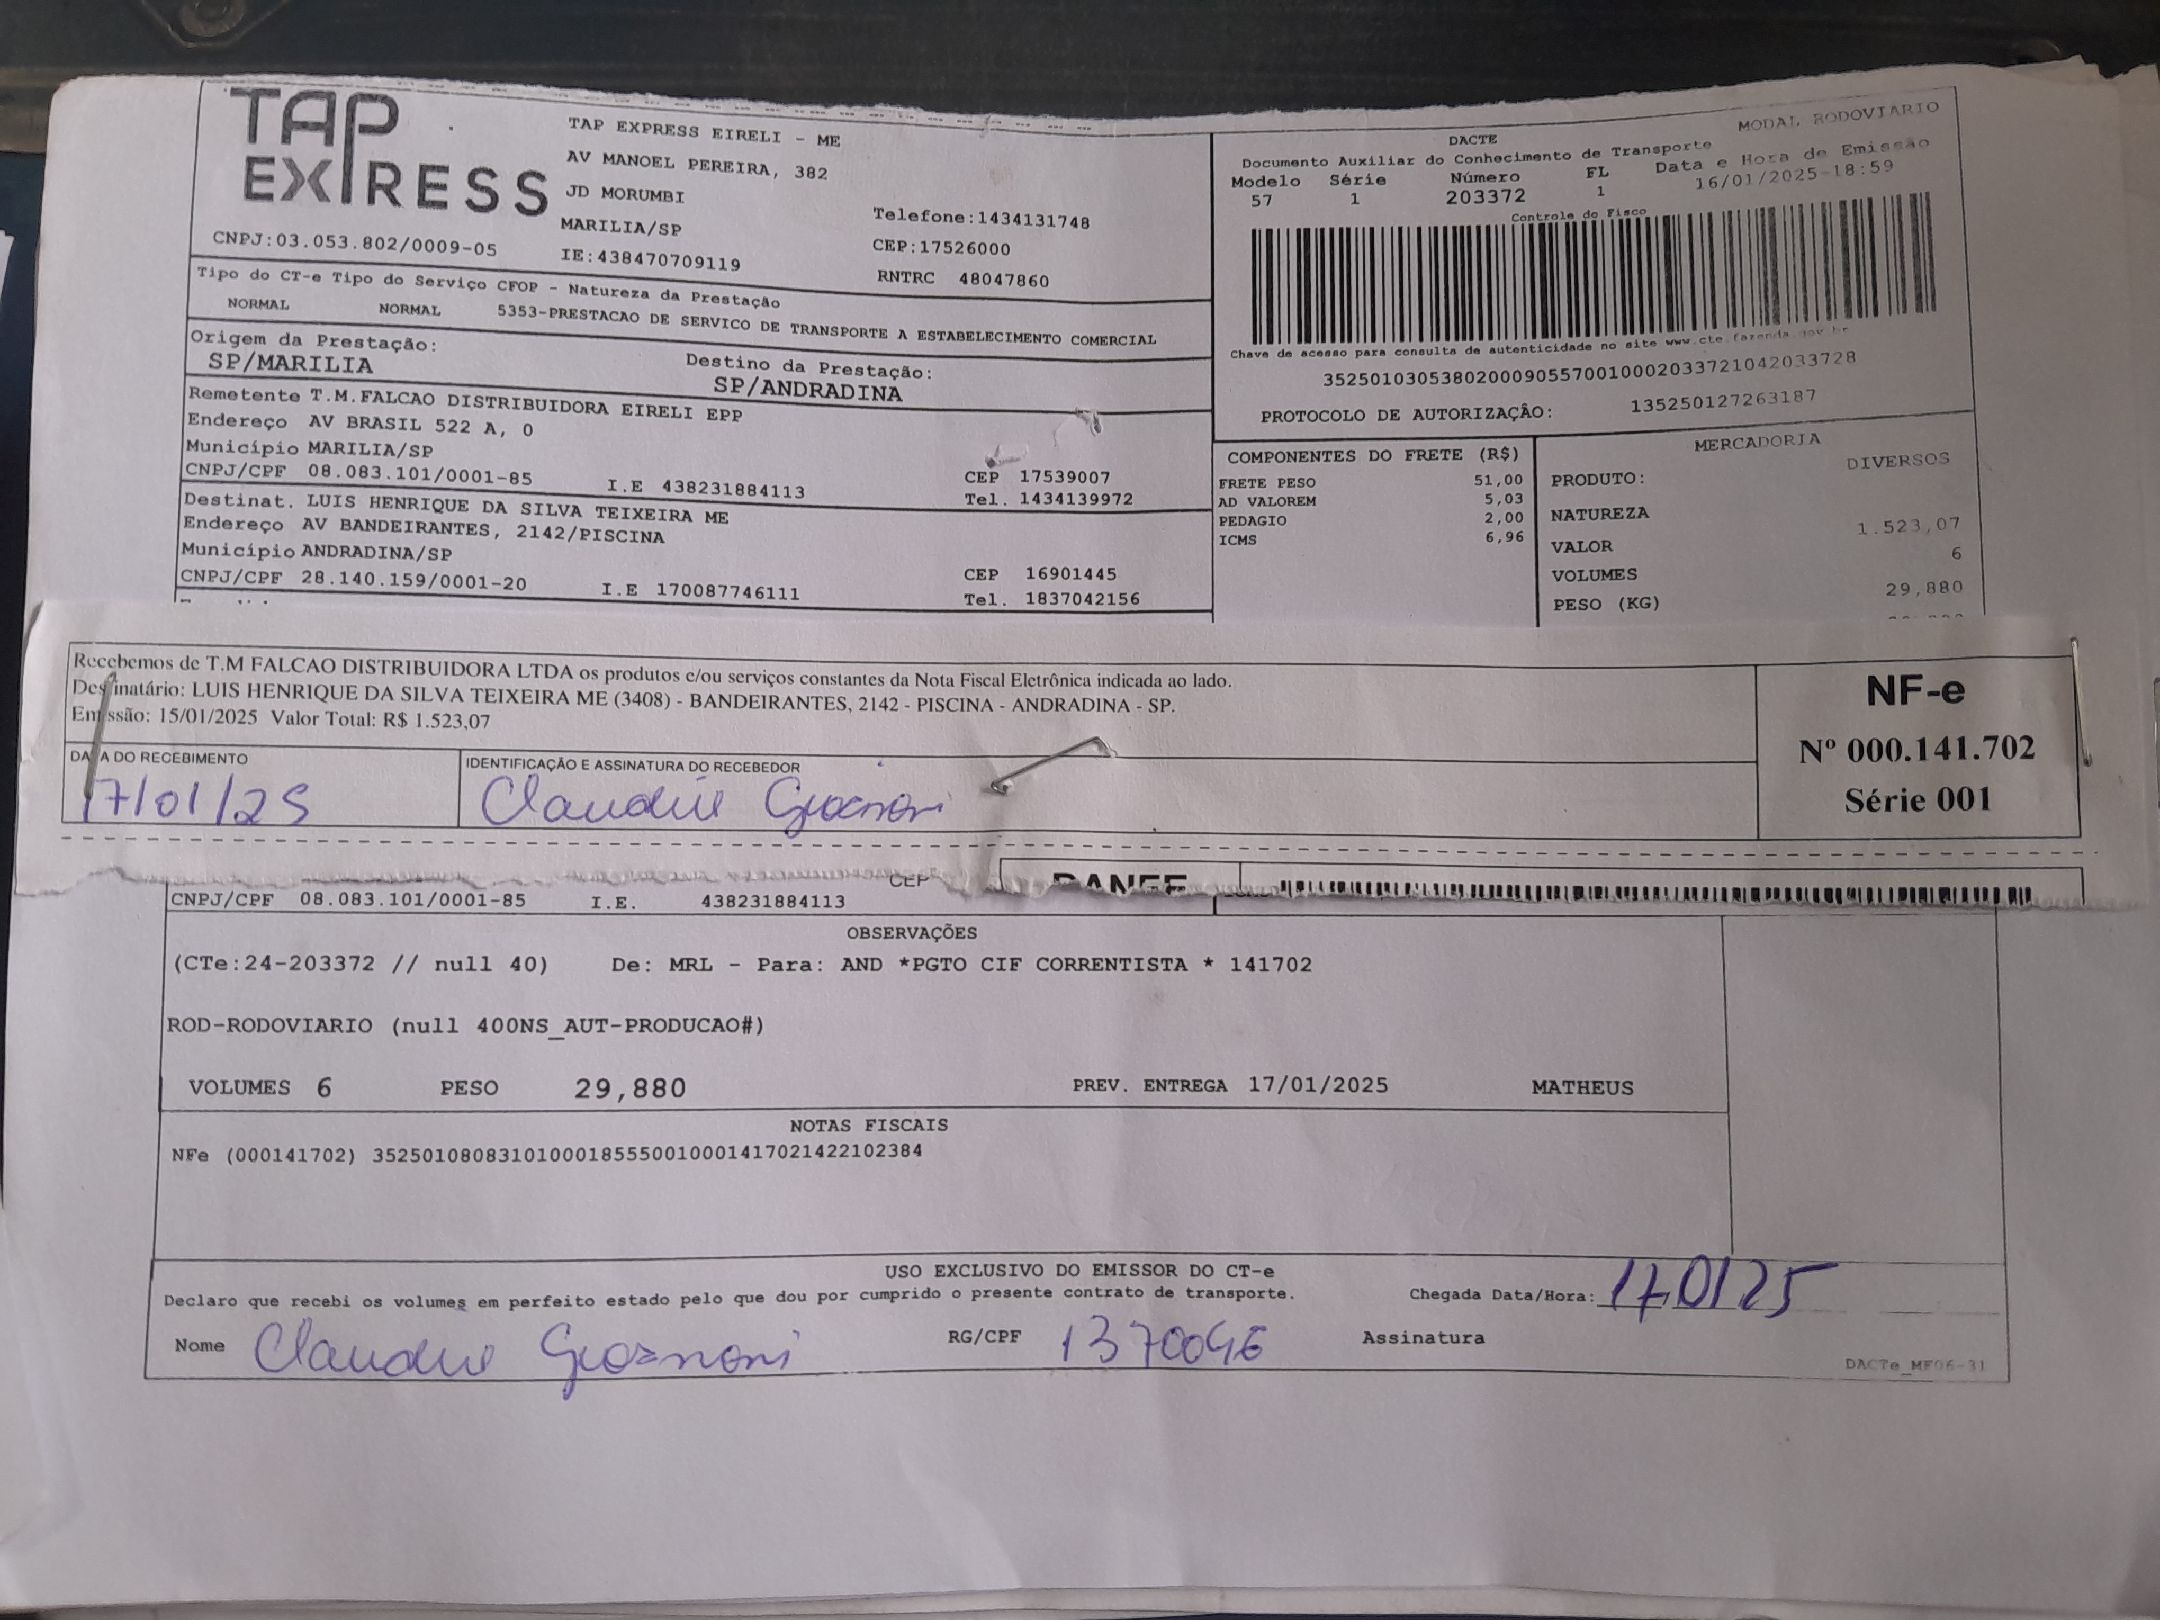 TAP EXPRESS
TAP EXPRESS EIRELI - ME
AV MANOEL PEREIRA, 382
JD MORUMBI
MARILIA/SP
Telefone:1434131748
CNPJ:03.053.802/0009-05
IE:438470709119
CEP:17526000
RNTRC 48047860
Tipo do CT-e Tipo do Serviço CFOP - Natureza da Prestação
NORMAL NORMAL 5353-PRESTACAO DE SERVICO DE TRANSPORTE A ESTABELECIMENTO COMERCIAL
Origem da Prestação:
SP/MARILIA
Destino da Prestação:
SP/ANDRADINA
Remetente T.M.FALCAO DISTRIBUIDORA EIRELI EPP
Endereço AV BRASIL 522 A, 0
Município MARILIA/SP
CNPJ/CPF 08.083.101/0001-85 I.E 438231884113
CEP 17539007
Tel. 1434139972
Destinat. LUIS HENRIQUE DA SILVA TEIXEIRA ME
Endereço AV BANDEIRANTES, 2142/PISCINA
Município ANDRADINA/SP
CNPJ/CPF 28.140.159/0001-20 I.E 170087746111
CEP 16901445
Tel. 1837042156
MODAL RODOVIARIO
DACTE
Documento Auxiliar do Conhecimento de Transporte
Modelo Série Número FL Data e Hora de Emissão
57 1 203372 1 16/01/2025-18:59
Controle do Fisco
Chave de acesso para consulta de autenticidade no site www.cte.fazenda.gov.br
35250103053802000905570010002033721042033728
PROTOCOLO DE AUTORIZAÇÃO: 135250127263187
COMPONENTES DO FRETE (R$)
FRETE PESO 51,00
AD VALOREM 5,03
PEDAGIO 2,00
ICMS 6,96
MERCADORIA
PRODUTO: DIVERSOS
NATUREZA
VALOR 1.523,07
VOLUMES 6
PESO (KG) 29,880
Recebemos de T.M FALCAO DISTRIBUIDORA LTDA os produtos e/ou serviços constantes da Nota Fiscal Eletrônica indicada ao lado.
Destinatário: LUIS HENRIQUE DA SILVA TEIXEIRA ME (3408) - BANDEIRANTES, 2142 - PISCINA - ANDRADINA - SP.
Emissão: 15/01/2025 Valor Total: R$ 1.523,07
DATA DO RECEBIMENTO
17/01/25
IDENTIFICAÇÃO E ASSINATURA DO RECEBEDOR
NF-e
Nº 000.141.702
Série 001
CEP
DANFE
CNPJ/CPF 08.083.101/0001-85 I.E. 438231884113
OBSERVAÇÕES
(CTe:24-203372 // null 40) De: MRL - Para: AND *PGTO CIF CORRENTISTA * 141702
ROD-RODOVIARIO (null 400NS_AUT-PRODUCAO#)
VOLUMES 6 PESO 29,880 PREV. ENTREGA 17/01/2025 MATHEUS
NOTAS FISCAIS
NFe (000141702) 35250108083101000185550010001417021422102384
USO EXCLUSIVO DO EMISSOR DO CT-e
Declaro que recebi os volumes em perfeito estado pelo que dou por cumprido o presente contrato de transporte.
Chegada Data/Hora:
Nome
RG/CPF 1370096
Assinatura
DACTe_MF06-31